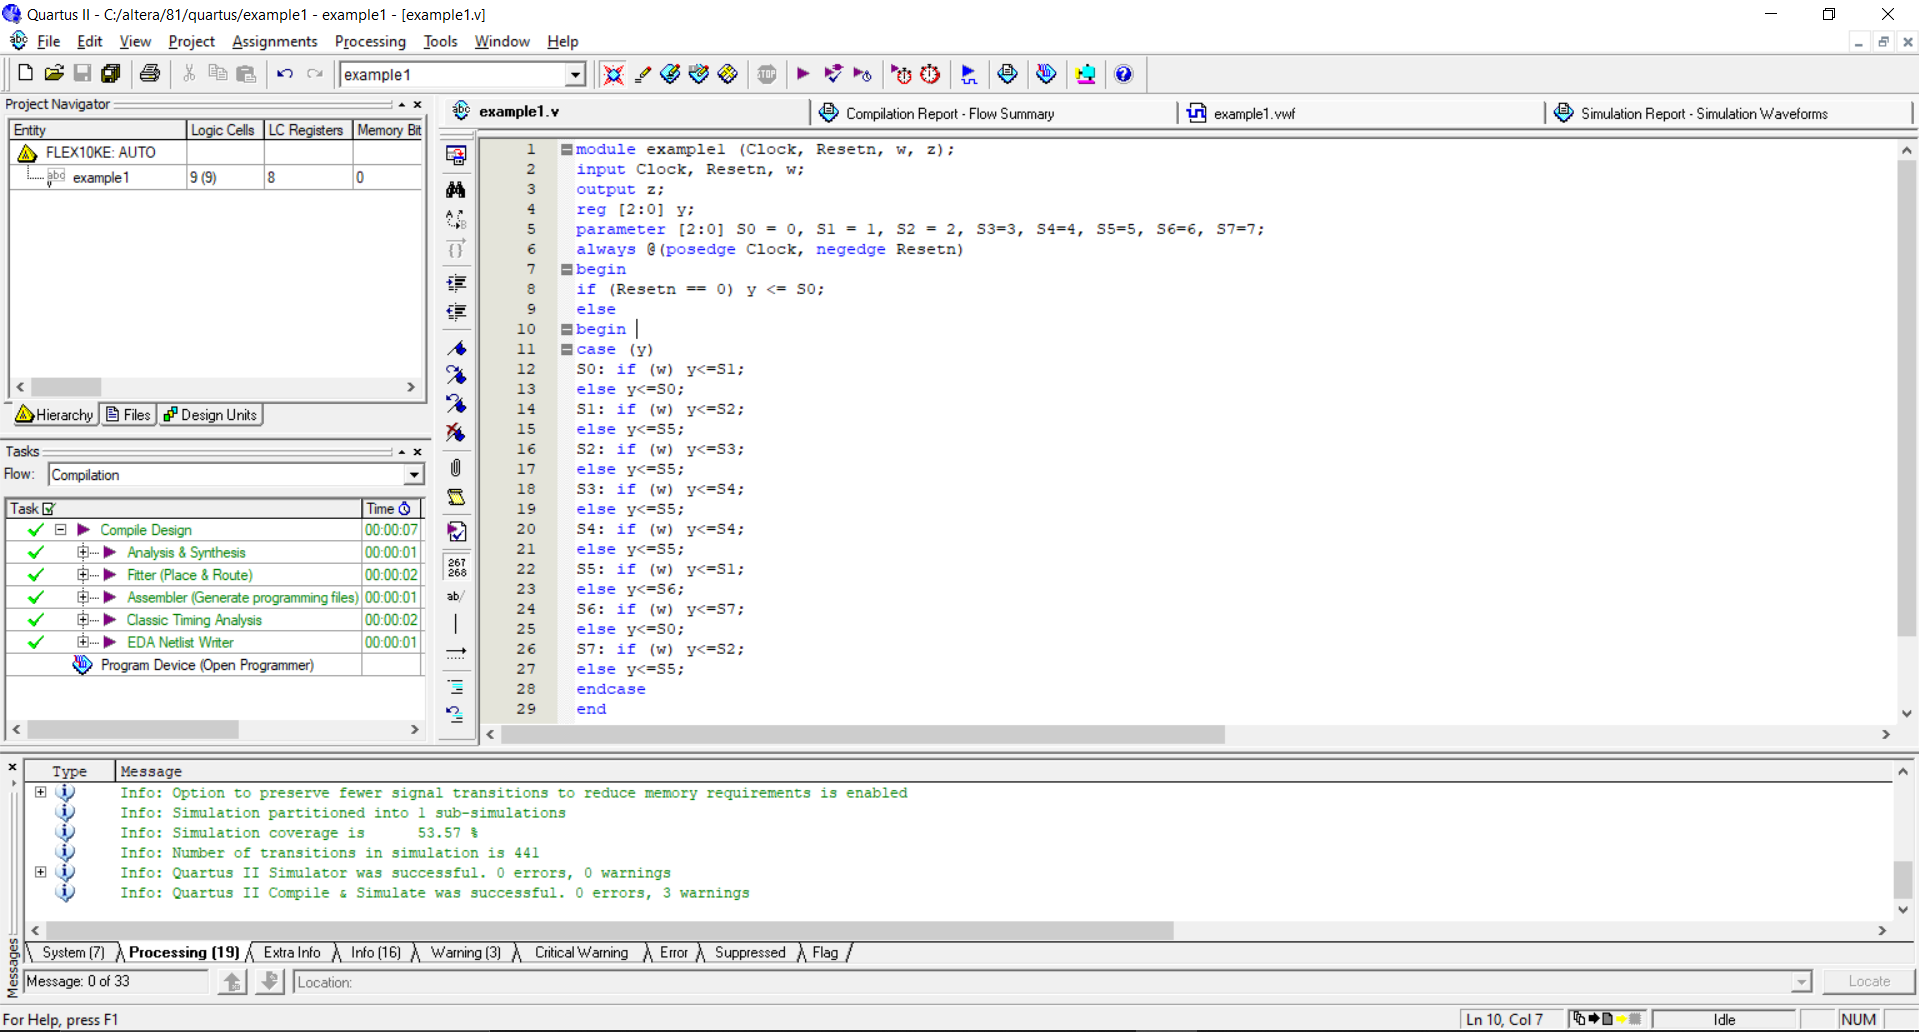 Quartus II - C:/altera/81/quartus/example1 - example1 - [example1.v]
File Edit View Project Assignments Processing Tools Window Help
example1
Project Navigator
Entity Logic Cells LC Registers Memory Bit
FLEX10KE: AUTO
example1 9 (9) 8 0
Hierarchy Files Design Units
Tasks
Flow: Compilation
Task Time
Compile Design 00:00:07
Analysis & Synthesis 00:00:01
Fitter (Place & Route) 00:00:02
Assembler (Generate programming files) 00:00:01
Classic Timing Analysis 00:00:02
EDA Netlist Writer 00:00:01
Program Device (Open Programmer)
example1.v Compilation Report - Flow Summary example1.vwf Simulation Report - Simulation Waveforms
267
268
ab/
1 module example1 (Clock, Resetn, w, z);
2 input Clock, Resetn, w;
3 output z;
4 reg [2:0] y;
5 parameter [2:0] S0 = 0, S1 = 1, S2 = 2, S3=3, S4=4, S5=5, S6=6, S7=7;
6 always @(posedge Clock, negedge Resetn)
7 begin
8 if (Resetn == 0) y <= S0;
9 else
10 begin
11 case (y)
12 S0: if (w) y<=S1;
13 else y<=S0;
14 S1: if (w) y<=S2;
15 else y<=S5;
16 S2: if (w) y<=S3;
17 else y<=S5;
18 S3: if (w) y<=S4;
19 else y<=S5;
20 S4: if (w) y<=S4;
21 else y<=S5;
22 S5: if (w) y<=S1;
23 else y<=S6;
24 S6: if (w) y<=S7;
25 else y<=S0;
26 S7: if (w) y<=S2;
27 else y<=S5;
28 endcase
29 end
Type Message
Info: Option to preserve fewer signal transitions to reduce memory requirements is enabled
Info: Simulation partitioned into 1 sub-simulations
Info: Simulation coverage is 53.57 %
Info: Number of transitions in simulation is 441
Info: Quartus II Simulator was successful. 0 errors, 0 warnings
Info: Quartus II Compile & Simulate was successful. 0 errors, 3 warnings
System (7) Processing (19) Extra Info Info (16) Warning (3) Critical Warning Error Suppressed Flag
Messages
Message: 0 of 33 Location: Locate
For Help, press F1 Ln 10, Col 7 Idle NUM